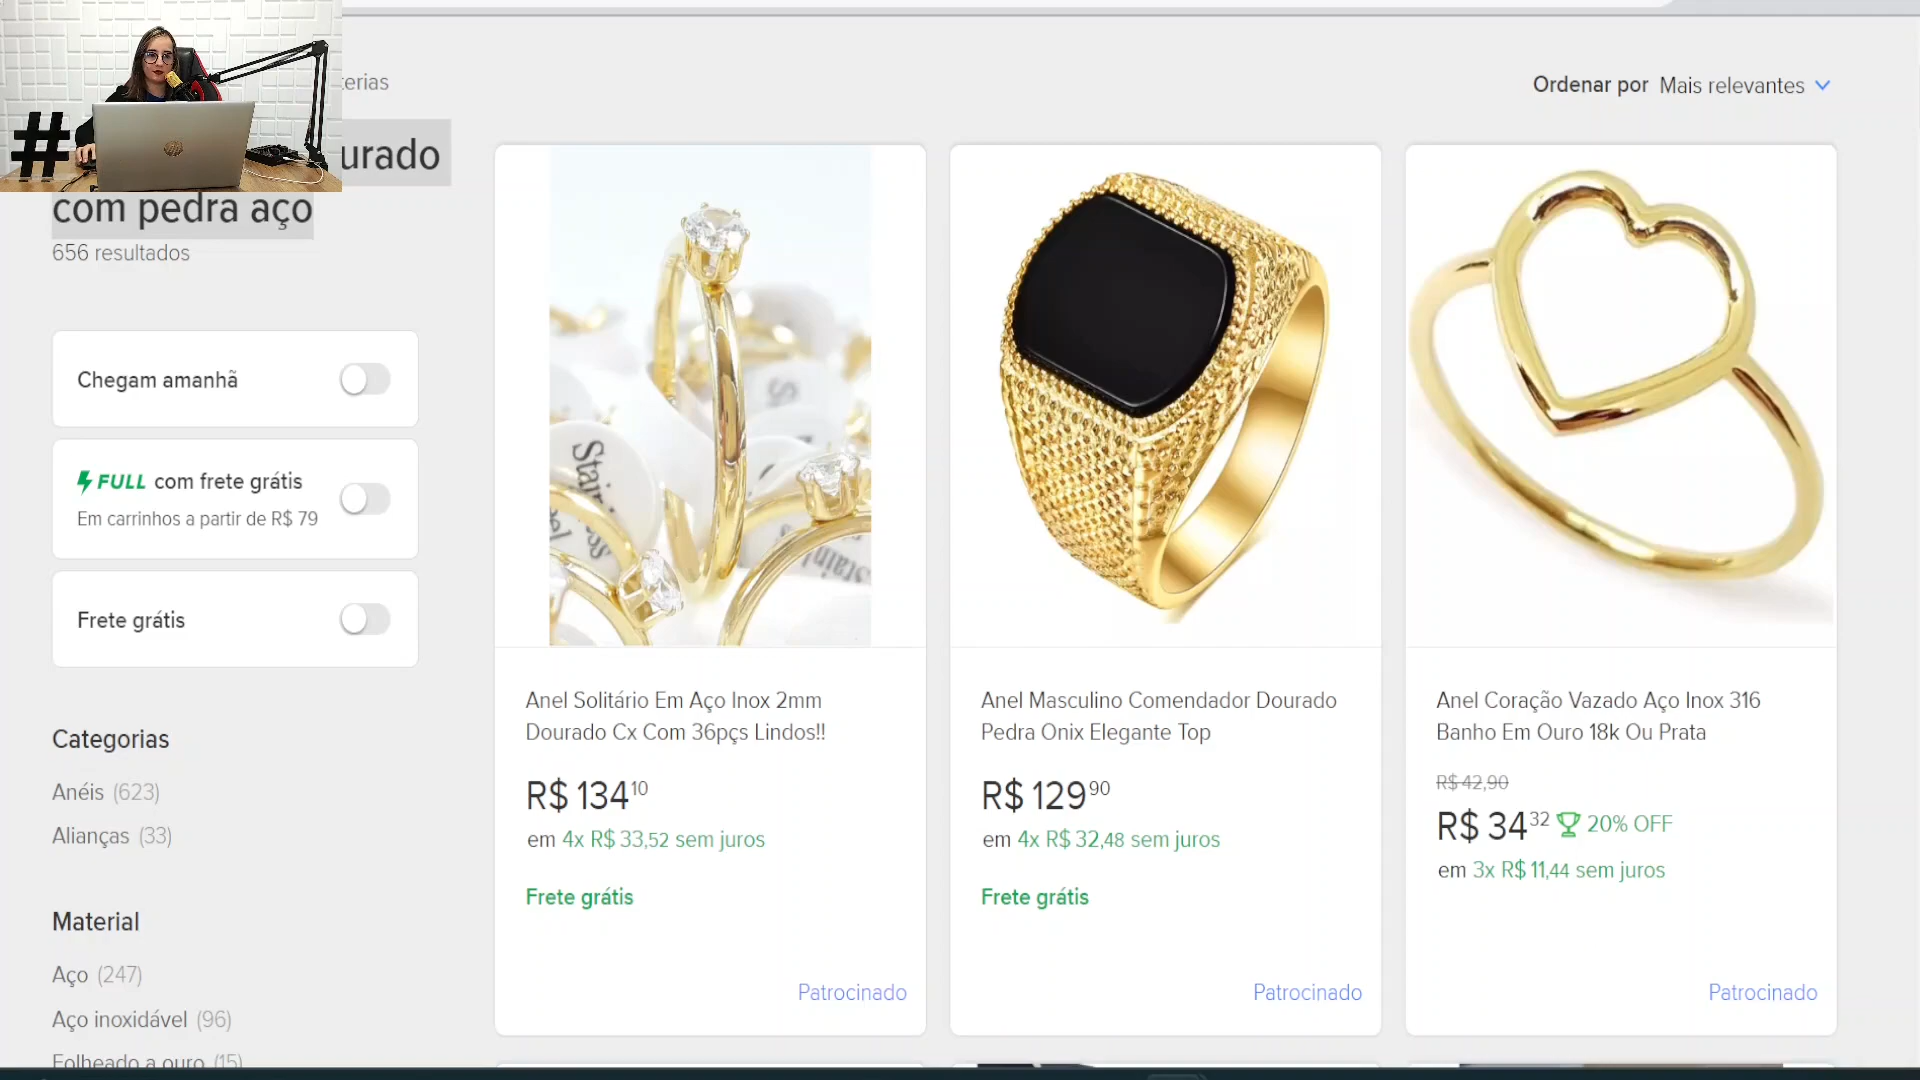 terias
Ordenar por Mais relevantes
#
urado
com pedra aço
656 resultados
Chegam amanhã
FULL com frete grátis
Em carrinhos a partir de R$ 79
Frete grátis
Categorias
Anéis (623)
Alianças (33)
Material
Aço (247)
Aço inoxidável (96)
Folheado a ouro (15)
Stainless
Stainl
Anel Solitário Em Aço Inox 2mm
Dourado Cx Com 36pçs Lindos!!
R$ 134 10
em 4x R$ 33,52 sem juros
Frete grátis
Patrocinado
Anel Masculino Comendador Dourado
Pedra Onix Elegante Top
R$ 129 90
em 4x R$ 32,48 sem juros
Frete grátis
Patrocinado
Anel Coração Vazado Aço Inox 316
Banho Em Ouro 18k Ou Prata
R$ 42,90
R$ 34 32 20% OFF
em 3x R$ 11,44 sem juros
Patrocinado